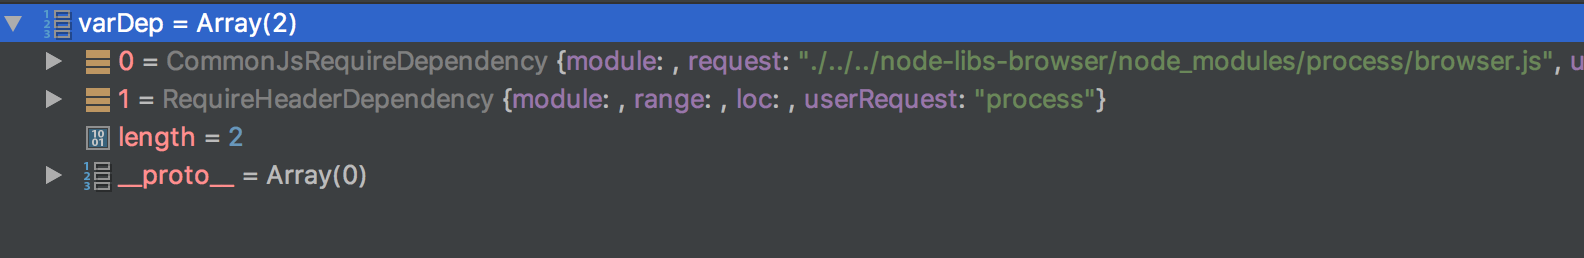 varDep = Array(2)
0 = CommonJsRequireDependency {module: , request: "./../../node-libs-browser/node_modules/process/browser.js", u
1 = RequireHeaderDependency {module: , range: , loc: , userRequest: "process"}
length = 2
__proto__ = Array(0)